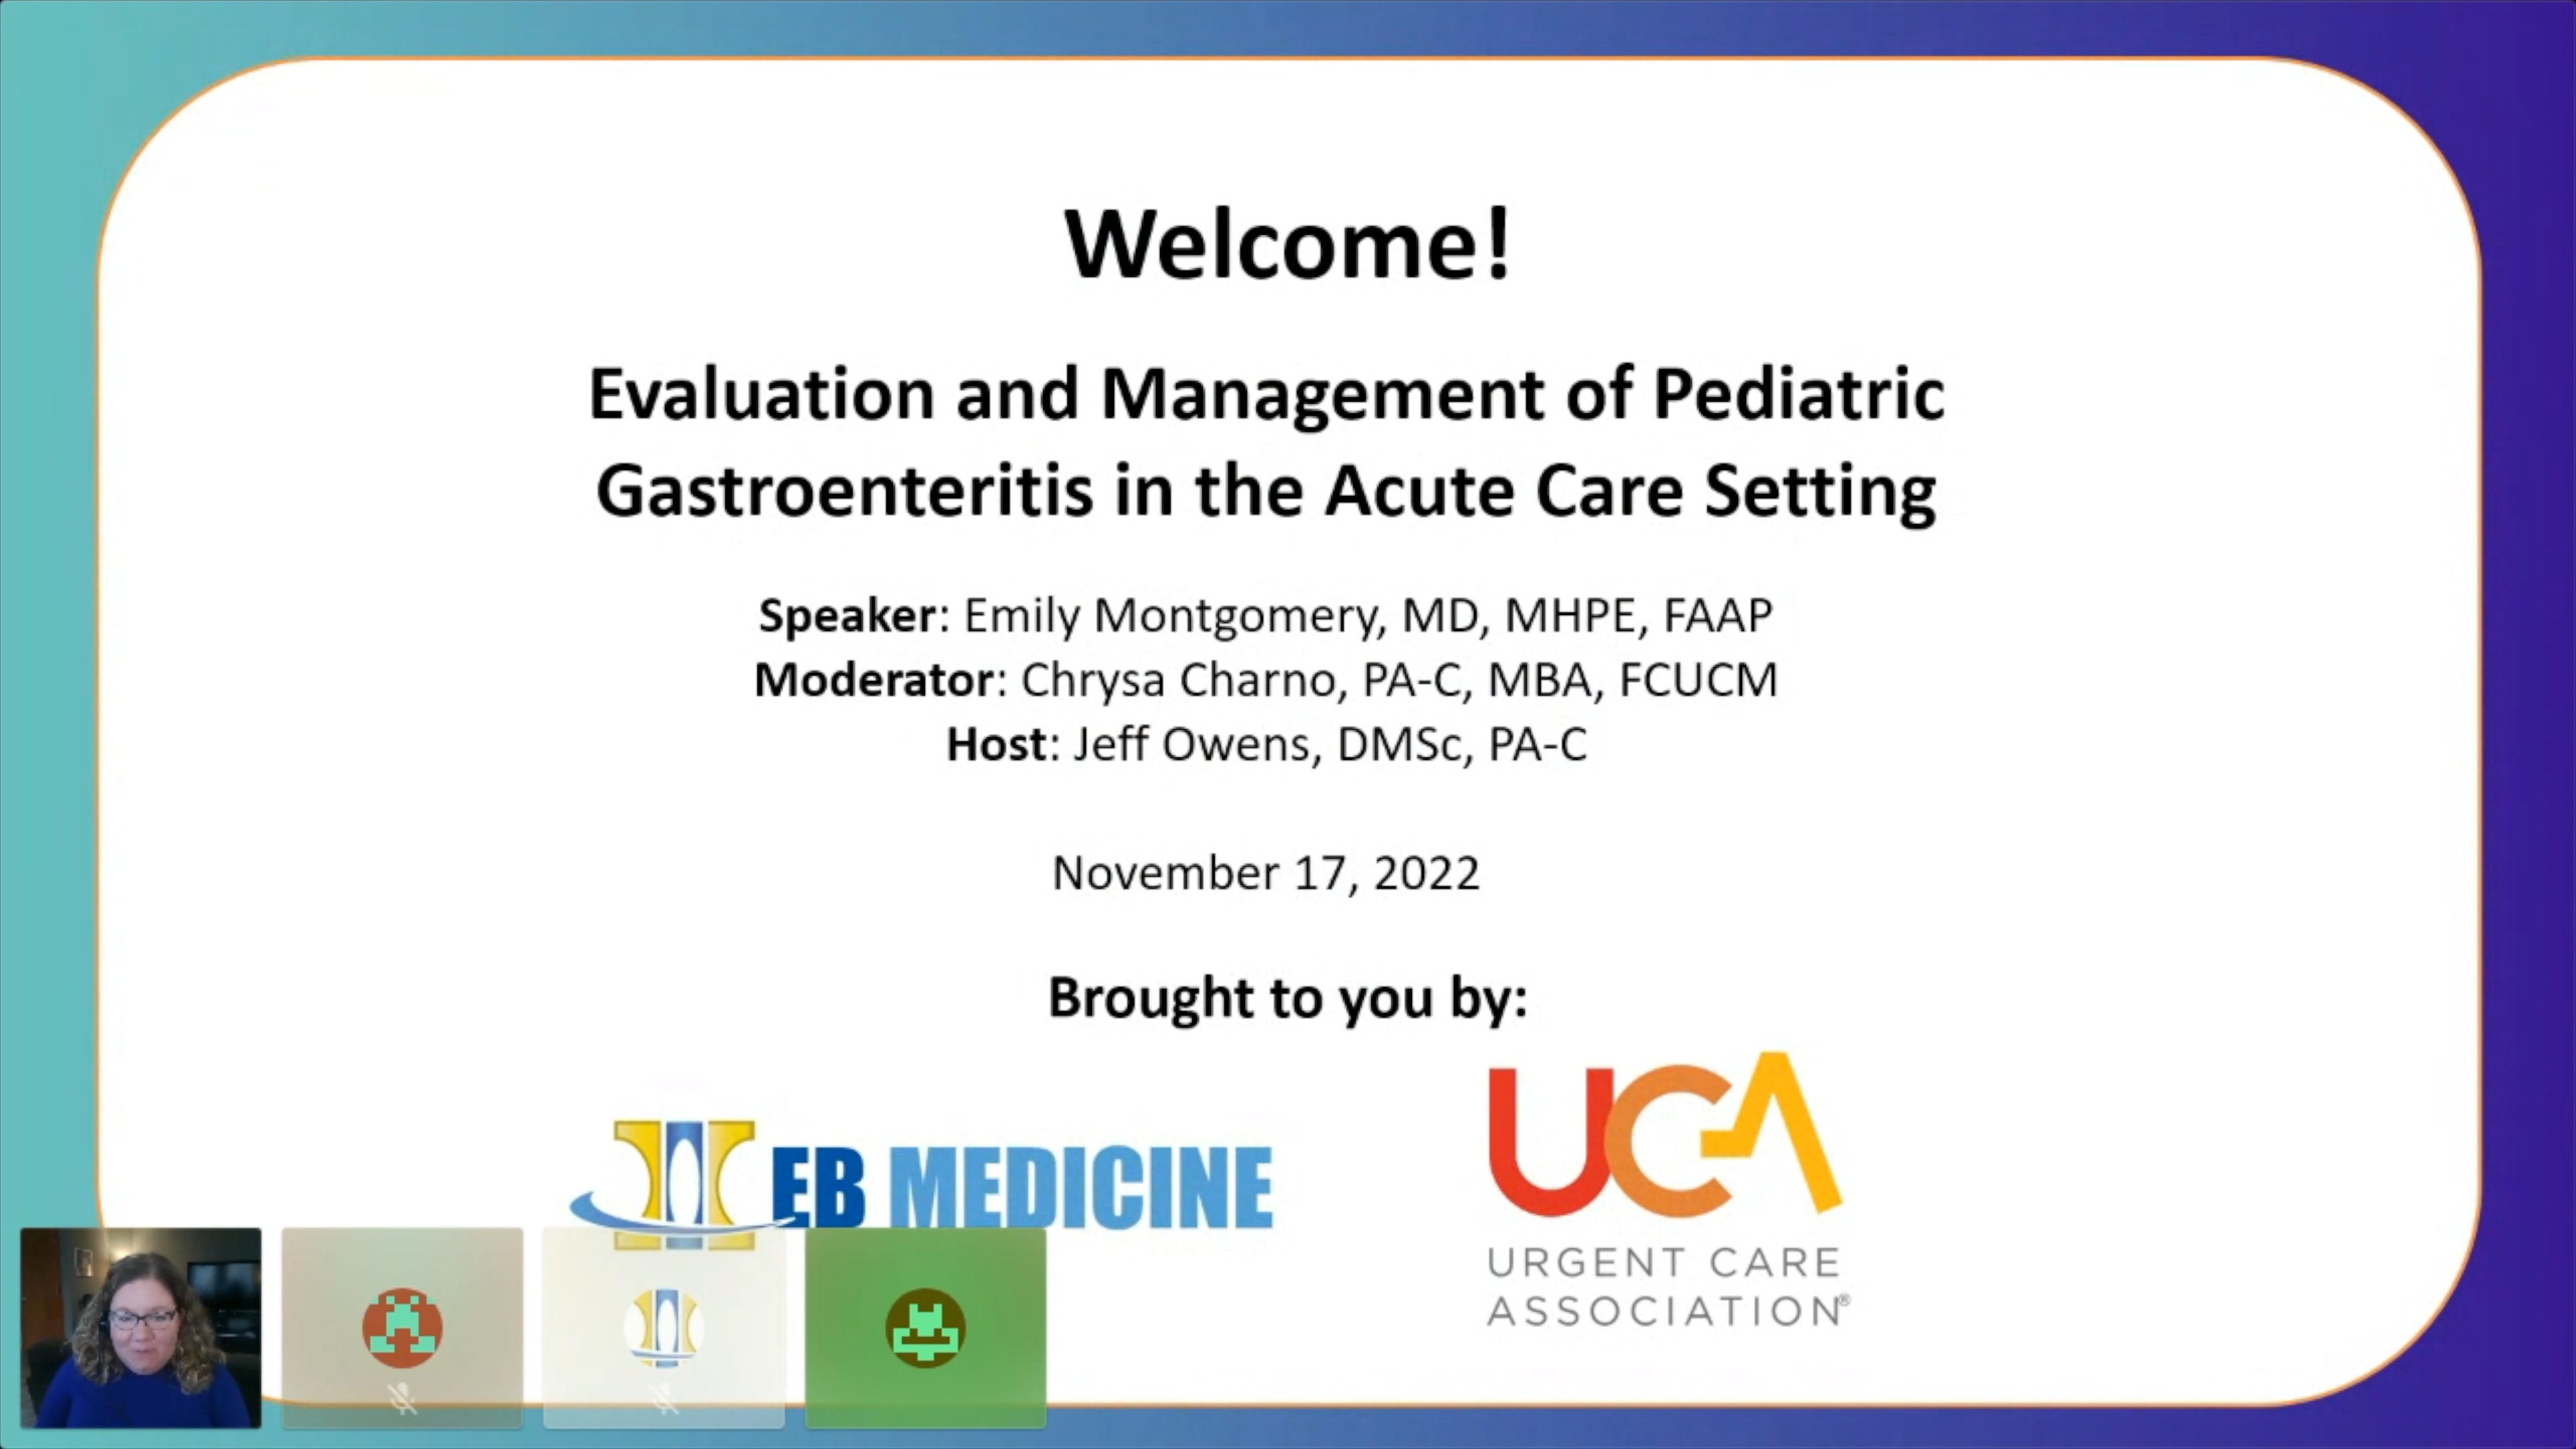 Welcome!
Evaluation and Management of Pediatric
Gastroenteritis in the Acute Care Setting
Speaker: Emily Montgomery, MD, MHPE, FAAP
Moderator: Chrysa Charno, PA-C, MBA, FCUCM
Host: Jeff Owens, DMSc, PA-C
November 17, 2022
Brought to you by:
EB MEDICINE
UCA
URGENT CARE
ASSOCIATION®